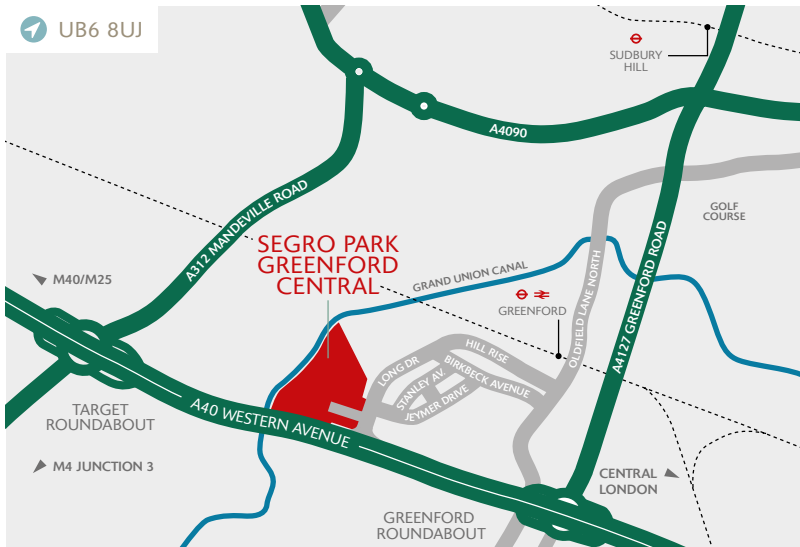 UB6 8UJ
SUDBURY
HILL
A4090
A312 MANDEVILLE ROAD
GOLF
COURSE
SEGRO PARK
GREENFORD
CENTRAL
GRAND UNION CANAL
M40/M25
GREENFORD
OLDFIELD LANE NORTH
A4127 GREENFORD ROAD
HILL RISE
LONG DR
BIRKBECK AVENUE
STANLEY AV.
JEYMER DRIVE
TARGET
ROUNDABOUT
A40 WESTERN AVENUE
M4 JUNCTION 3
CENTRAL
LONDON
GREENFORD
ROUNDABOUT